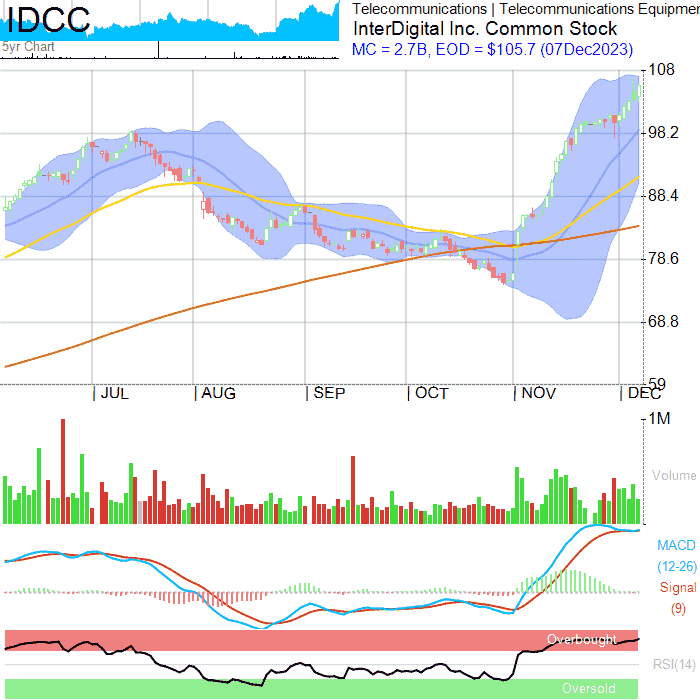 IDCC
Telecommunications | Telecommunications Equipmen
InterDigital Inc. Common Stock
5yr Chart
MC = 2.7B, EOD = $105.7 (07Dec2023)
108
98.2
88.4
78.6
68.8
59
JUL
AUG
SEP
OCT
NOV
DEC
1M
Volume
MACD
(12-26)
Signal
(9)
Overbought
RSI(14)
Oversold